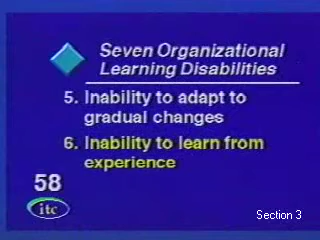 Seven Organizational
Learning Disabilities
5. Inability to adapt to
gradual changes
6. Inability to learn from
experience
58
itc
Section 3